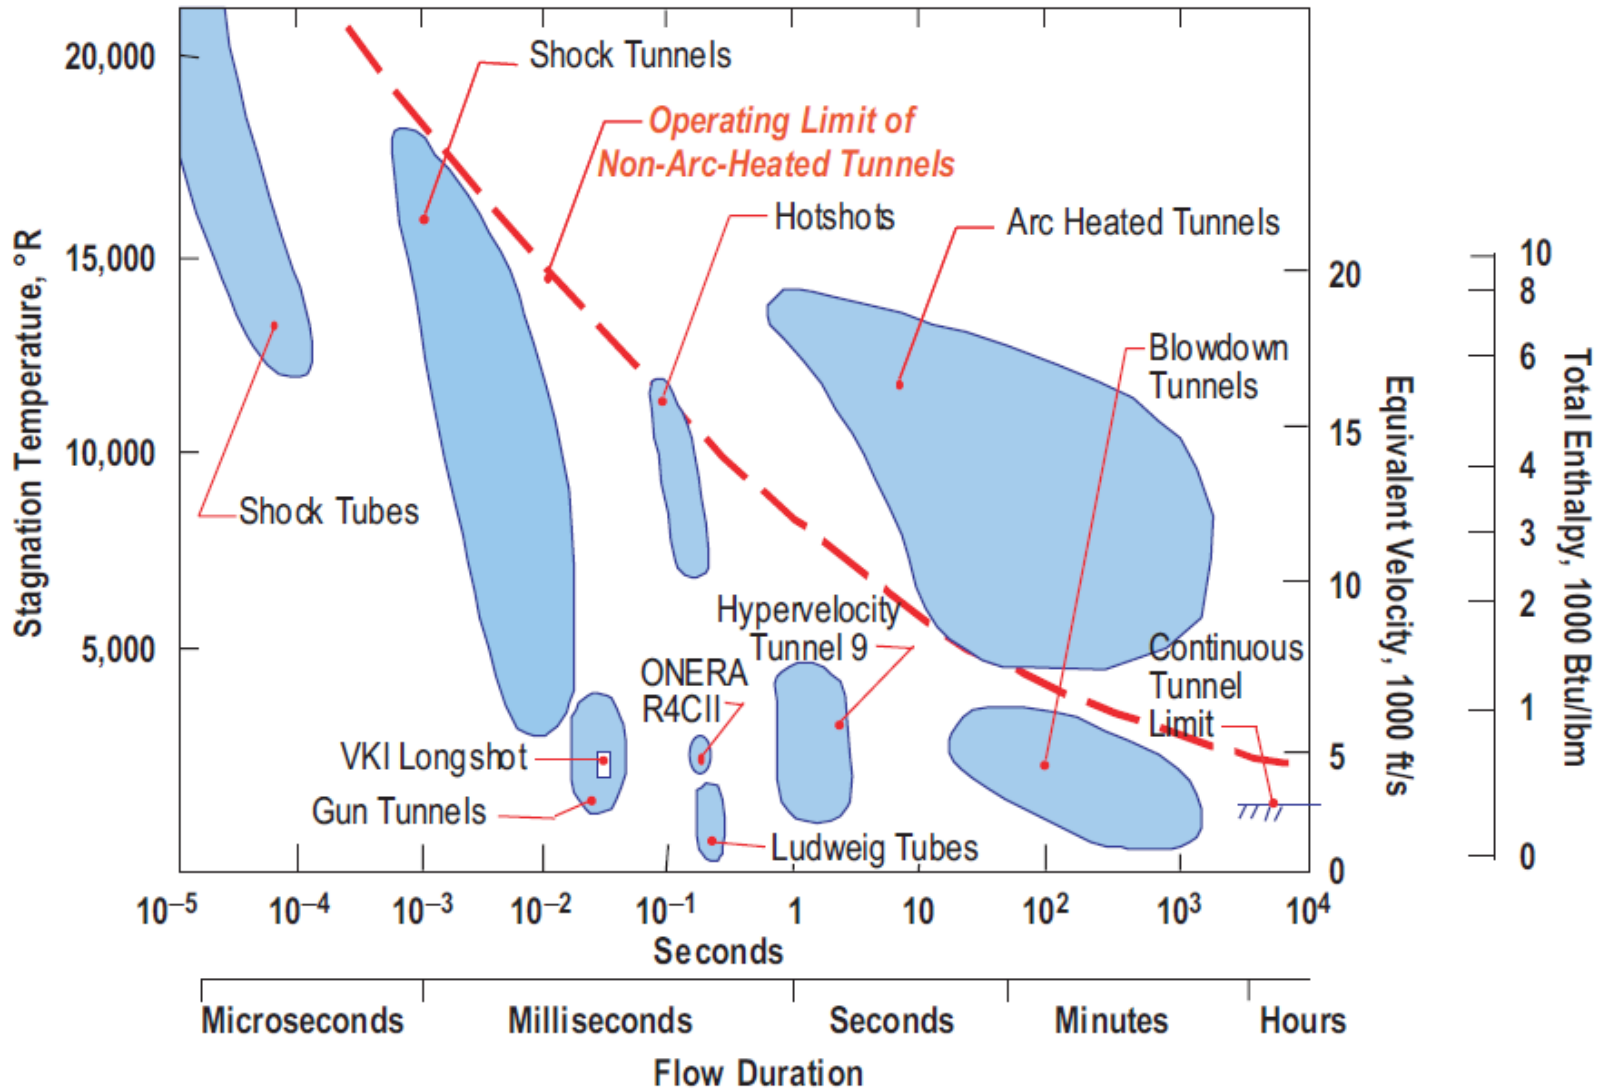 20,000
15,000
10,000
5,000
Stagnation Temperature, °R
Shock Tunnels
Operating Limit of
Non-Arc-Heated Tunnels
Hotshots
Arc Heated Tunnels
Blowdown
Tunnels
Shock Tubes
Hypervelocity
Tunnel 9
ONERA
R4CII
Continuous
Tunnel
Limit
VKI Longshot
Gun Tunnels
Ludweig Tubes
20
15
10
5
0
Equivalent Velocity, 1000 ft/s
10
8
6
4
3
2
1
0
Total Enthalpy, 1000 Btu/lbm
10⁻⁵ 10⁻⁴ 10⁻³ 10⁻² 10⁻¹ 1 10 10² 10³ 10⁴
Seconds
Microseconds Milliseconds Seconds Minutes Hours
Flow Duration